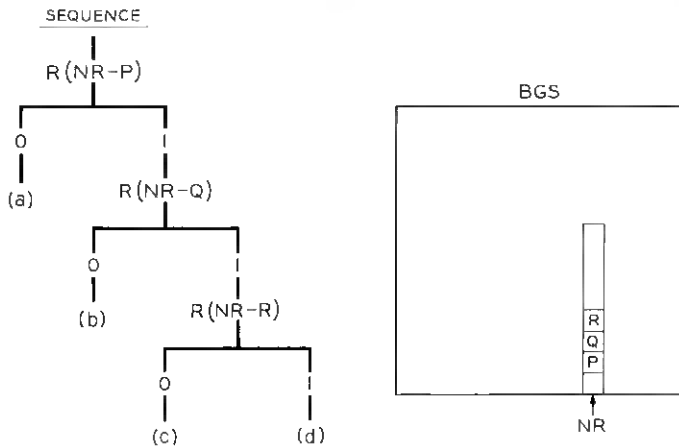 SEQUENCE
R(NR-P)
0 1
(a)
R(NR-Q)
0 1
(b)
R(NR-R)
0 1
(c) (d)
BGS
R
Q
P
NR